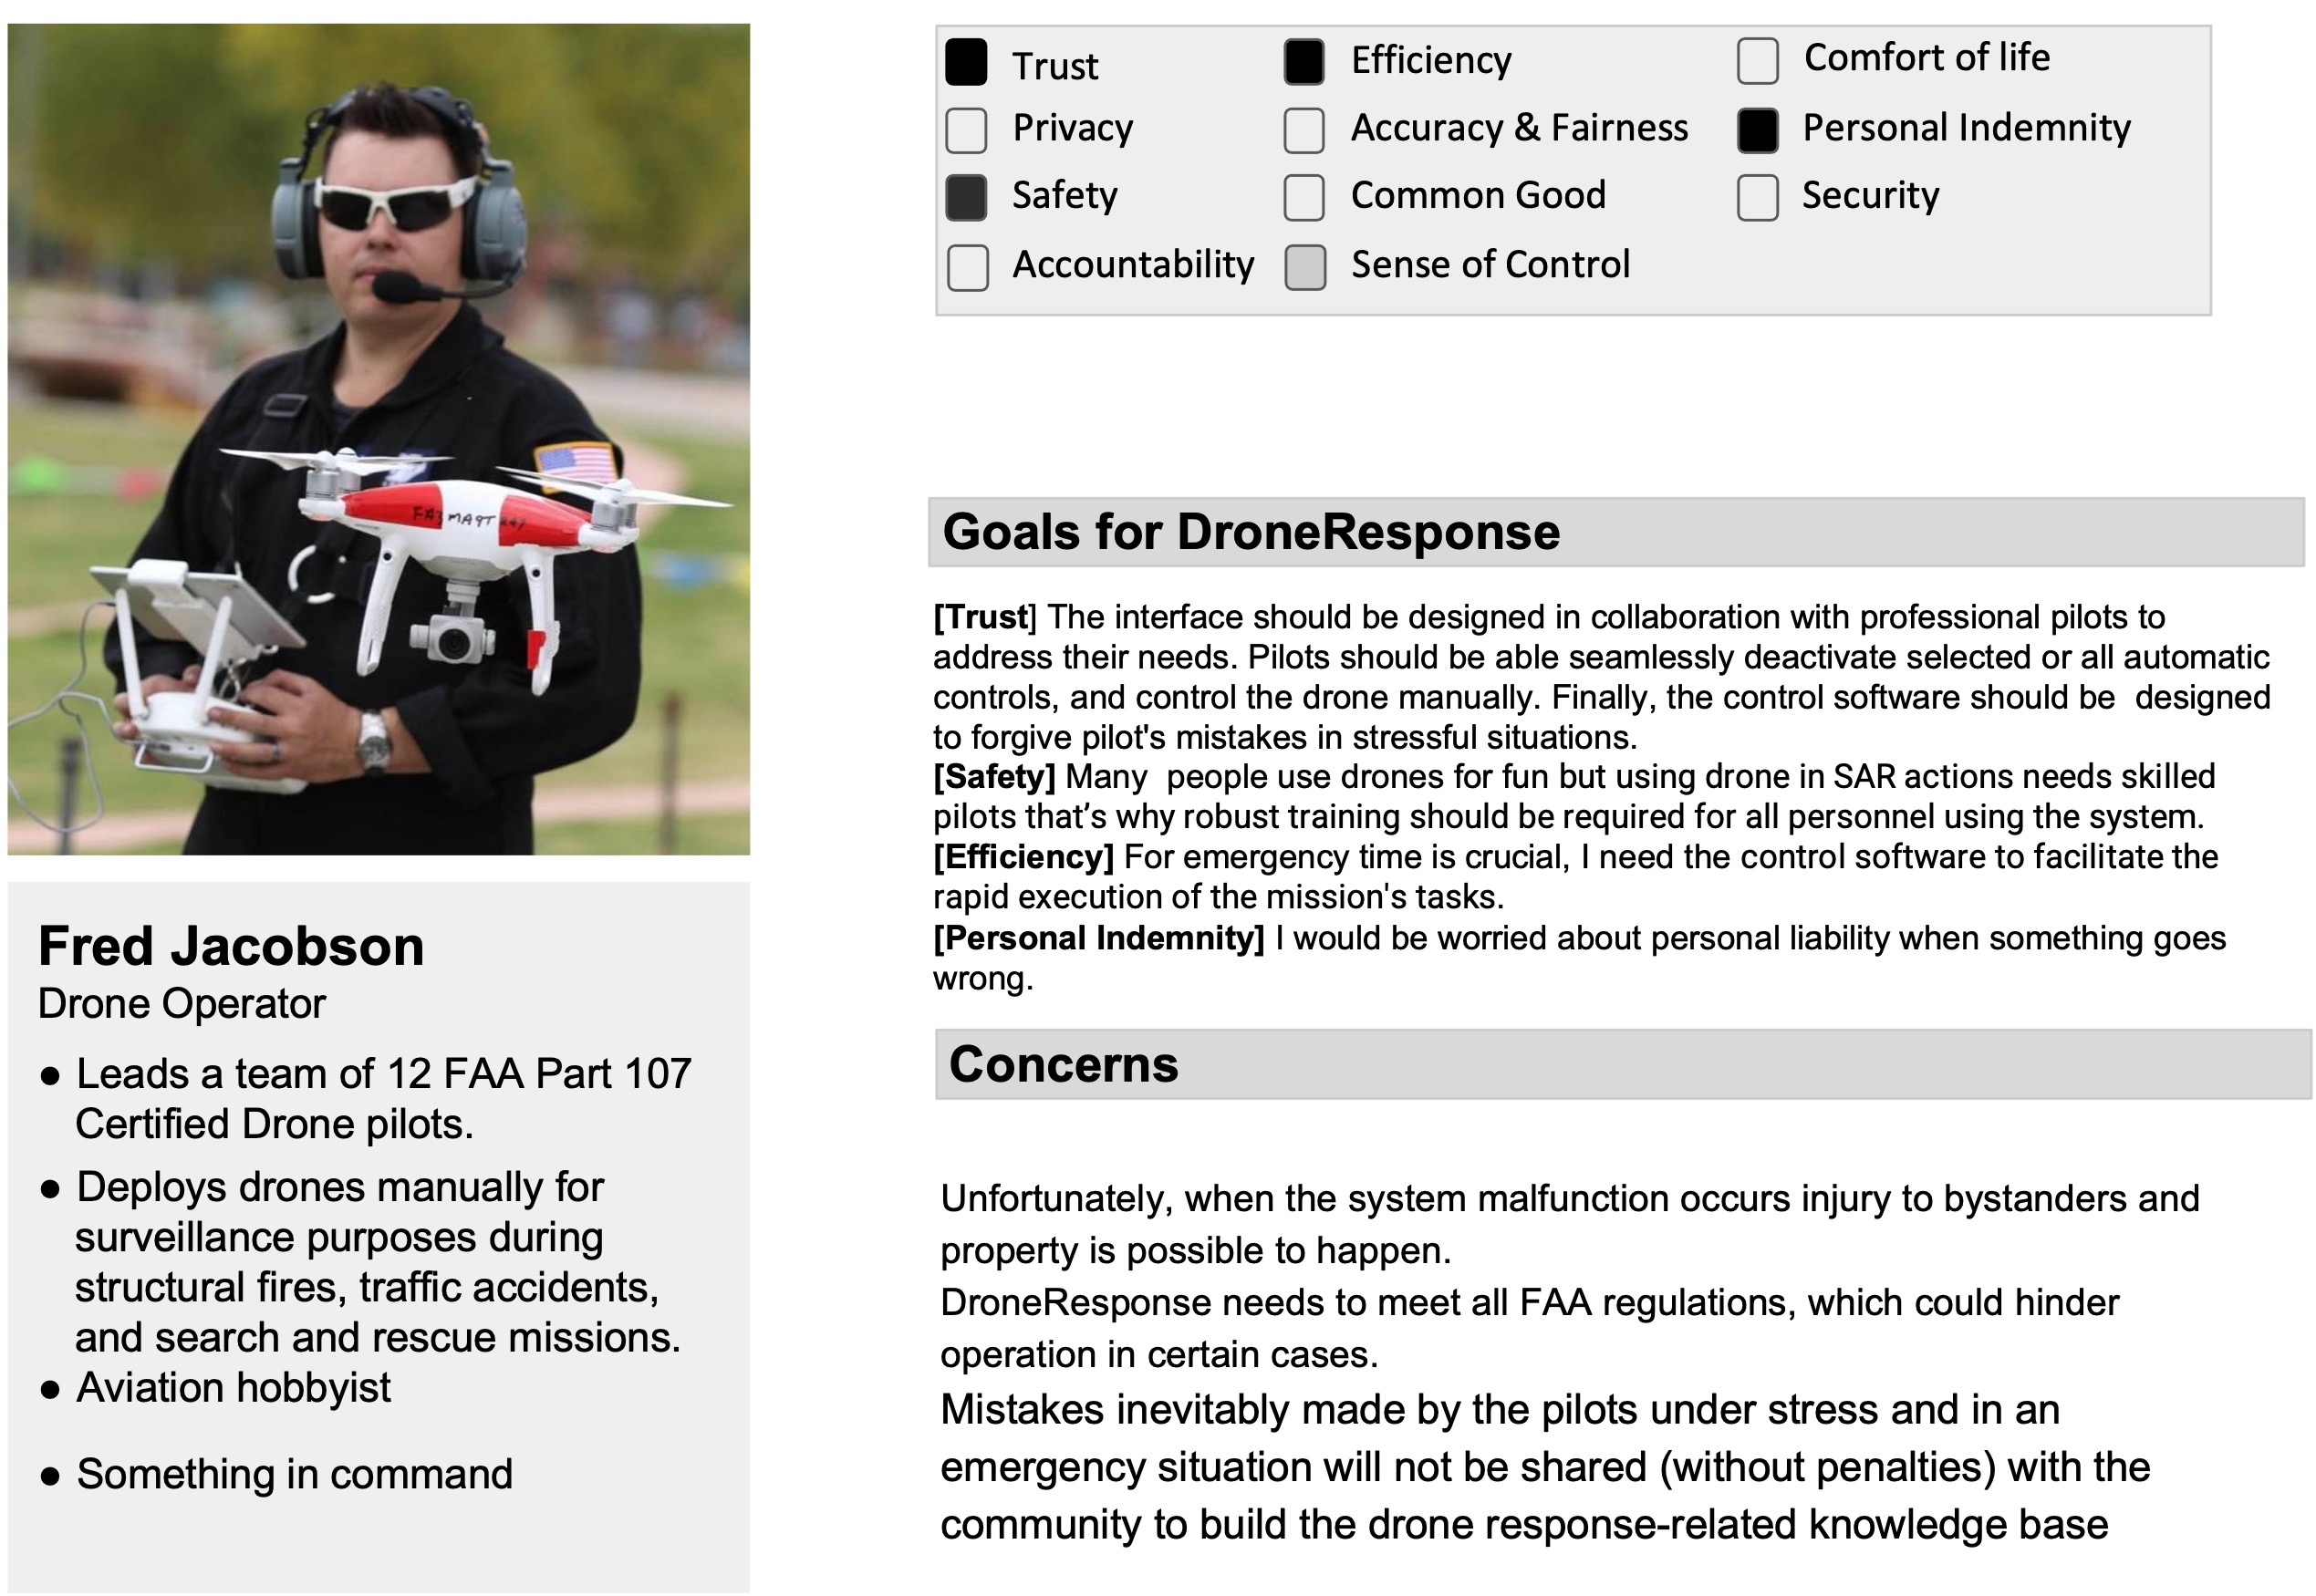 Trust
Efficiency
Comfort of life
Privacy
Accuracy & Fairness
Personal Indemnity
Safety
Common Good
Security
Accountability
Sense of Control
Goals for DroneResponse
[Trust] The interface should be designed in collaboration with professional pilots to
address their needs. Pilots should be able seamlessly deactivate selected or all automatic
controls, and control the drone manually. Finally, the control software should be designed
to forgive pilot's mistakes in stressful situations.
[Safety] Many people use drones for fun but using drone in SAR actions needs skilled
pilots that’s why robust training should be required for all personnel using the system.
[Efficiency] For emergency time is crucial, I need the control software to facilitate the
rapid execution of the mission's tasks.
[Personal Indemnity] I would be worried about personal liability when something goes
wrong.
Concerns
Unfortunately, when the system malfunction occurs injury to bystanders and
property is possible to happen.
DroneResponse needs to meet all FAA regulations, which could hinder
operation in certain cases.
Mistakes inevitably made by the pilots under stress and in an
emergency situation will not be shared (without penalties) with the
community to build the drone response-related knowledge base
Fred Jacobson
Drone Operator
● Leads a team of 12 FAA Part 107
Certified Drone pilots.
● Deploys drones manually for
surveillance purposes during
structural fires, traffic accidents,
and search and rescue missions.
● Aviation hobbyist
● Something in command